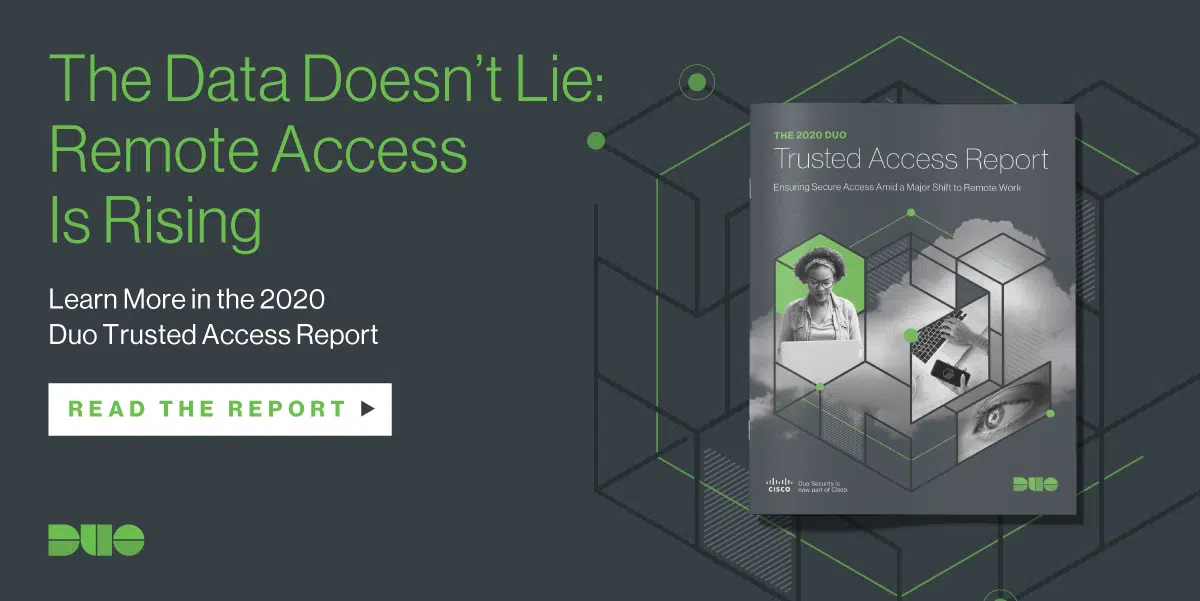 The Data Doesn’t Lie:
Remote Access
Is Rising
Learn More in the 2020
Duo Trusted Access Report
READ THE REPORT
DUO
THE 2020 DUO
Trusted Access Report
Ensuring Secure Access Amid a Major Shift to Remote Work
CISCO
Duo Security is
now part of Cisco.
DUO